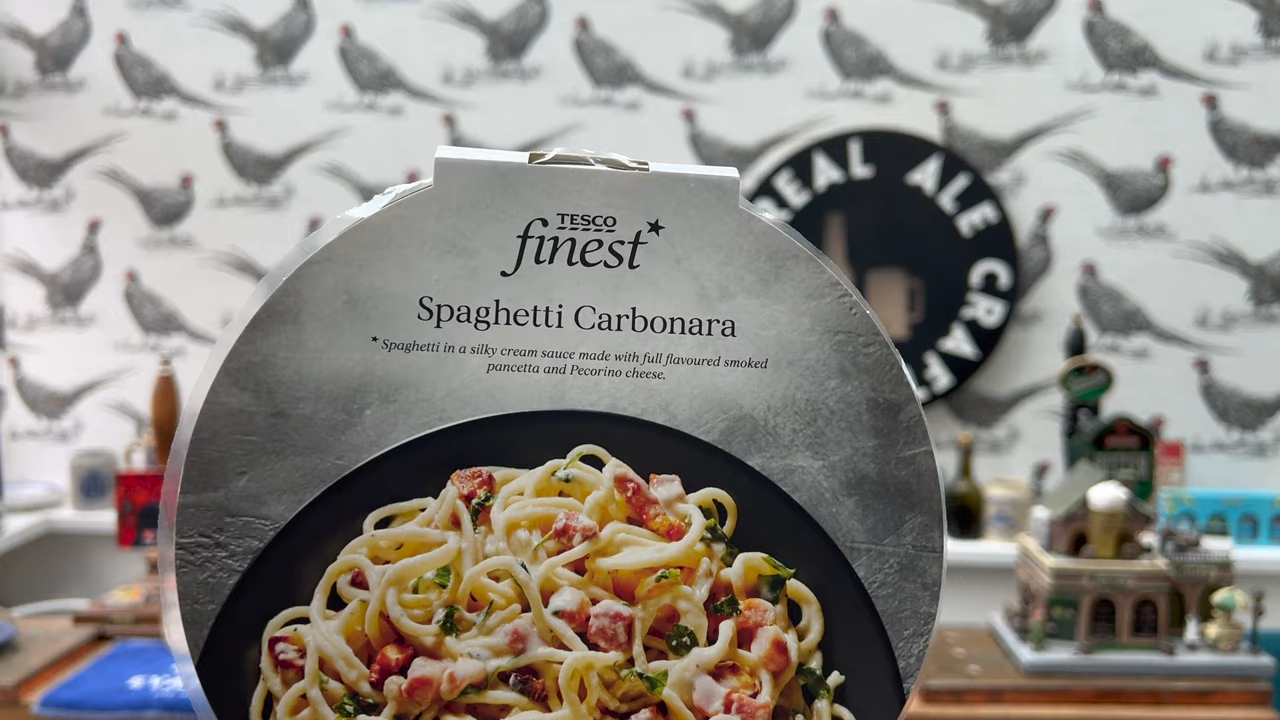 TESCO
finest*
Spaghetti Carbonara
*Spaghetti in a silky cream sauce made with full flavoured smoked
pancetta and Pecorino cheese.
REAL ALE CRAF